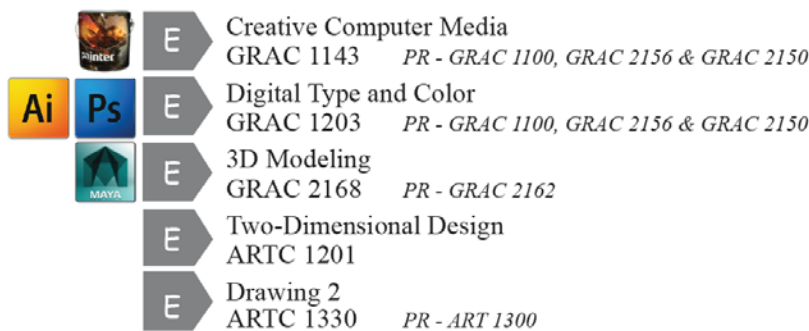 painter
E
Creative Computer Media
GRAC 1143 PR - GRAC 1100, GRAC 2156 & GRAC 2150
Ai Ps E
Digital Type and Color
GRAC 1203 PR - GRAC 1100, GRAC 2156 & GRAC 2150
MAYA
E
3D Modeling
GRAC 2168 PR - GRAC 2162
E
Two-Dimensional Design
ARTC 1201
E
Drawing 2
ARTC 1330 PR - ART 1300